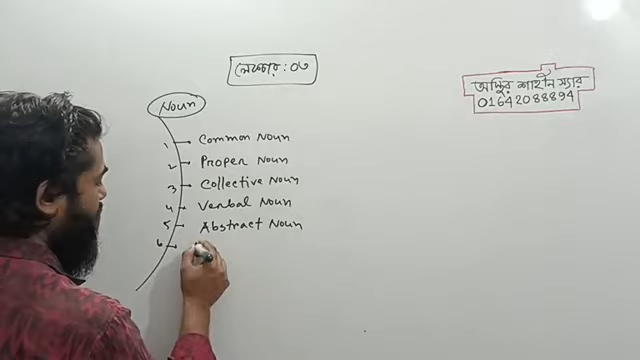 লেকচার : ০৩
আব্দুর শাহীন স্যার
01642088894
Noun
1 Common Noun
2 Proper Noun
3 Collective Noun
4 Verbal Noun
5 Abstract Noun
6